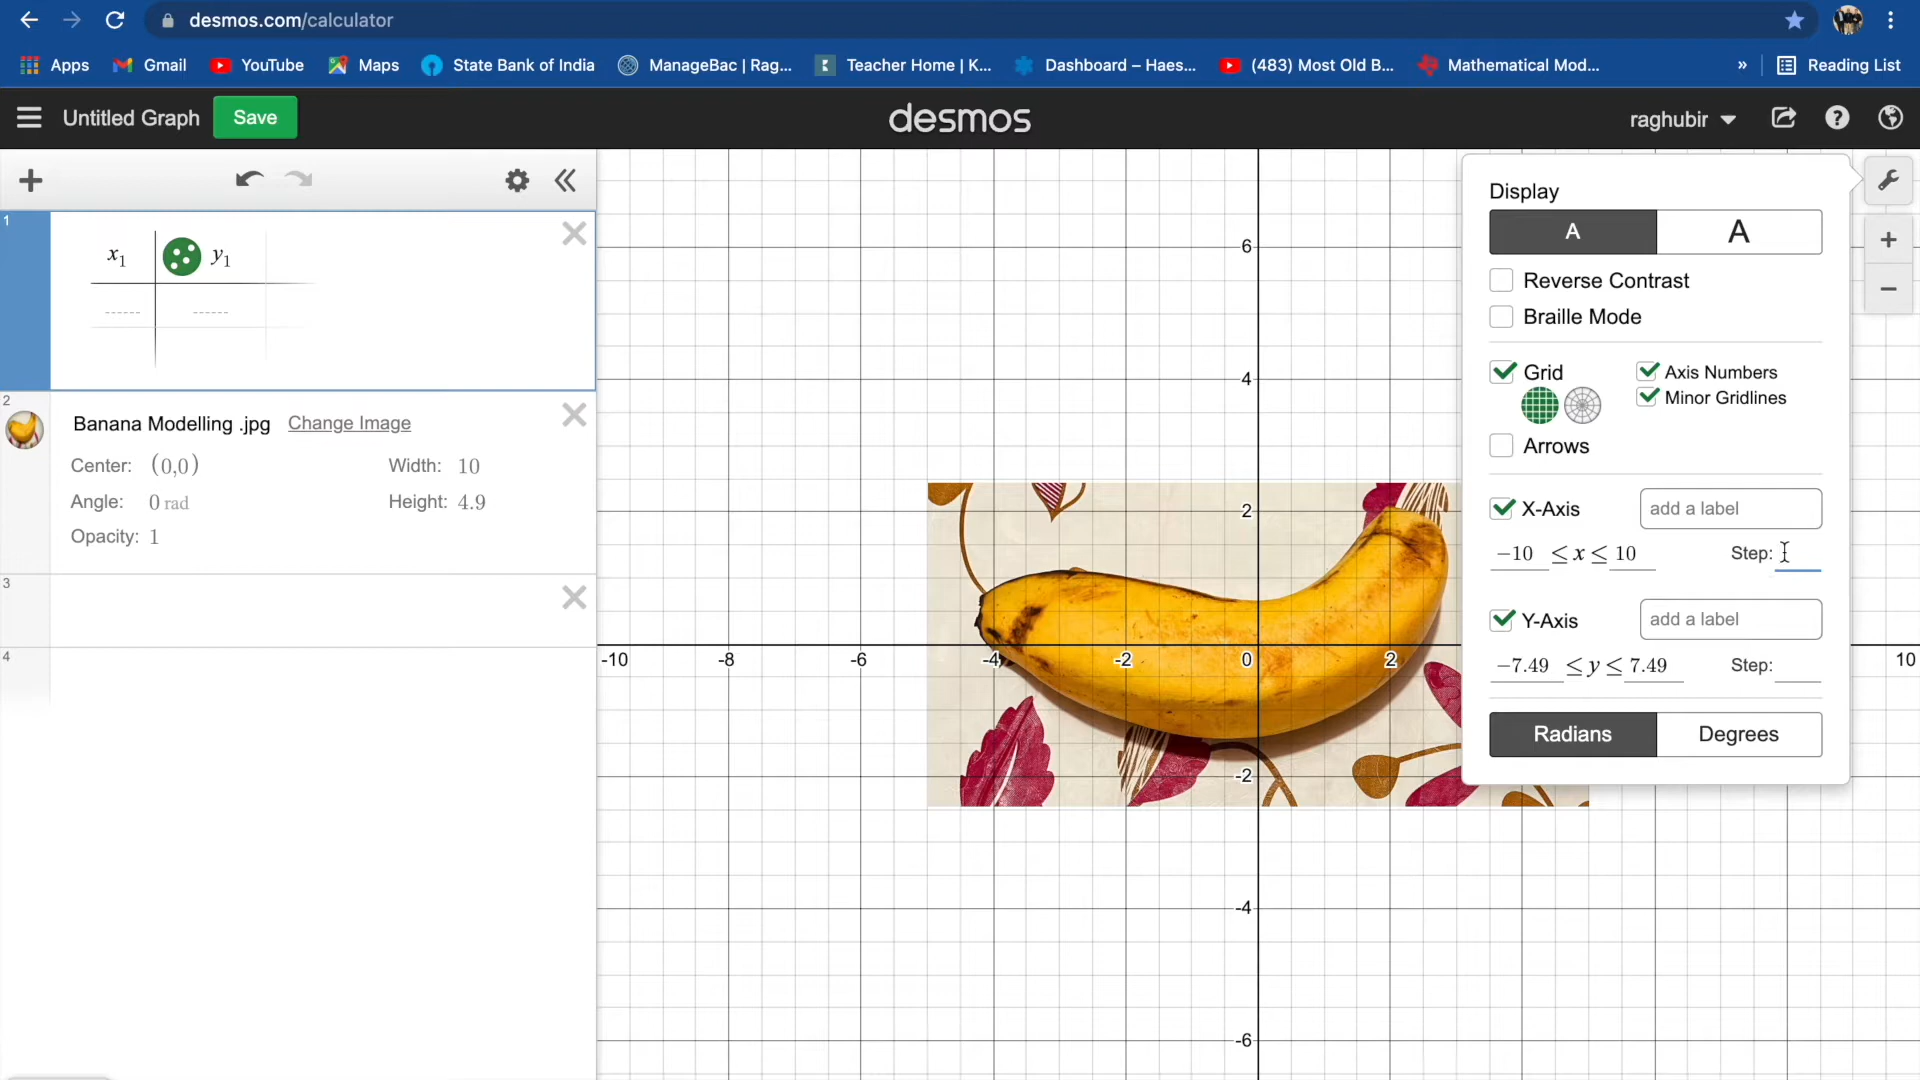 desmos.com/calculator
Apps Gmail YouTube Maps State Bank of India ManageBac | Rag... Teacher Home | K... Dashboard – Haes... (483) Most Old B... Mathematical Mod... » Reading List
Untitled Graph Save desmos raghubir
1
x₁ y₁
2
Banana Modelling .jpg Change Image
Center: (0,0) Width: 10
Angle: 0 rad Height: 4.9
Opacity: 1
3
4
6
4
2
-10 -8 -6 -4 -2 0 2 10
-2
-4
-6
Display
A A
Reverse Contrast
Braille Mode
Grid Axis Numbers
Minor Gridlines
Arrows
X-Axis add a label
−10 ≤ x ≤ 10 Step:
Y-Axis add a label
−7.49 ≤ y ≤ 7.49 Step:
Radians Degrees